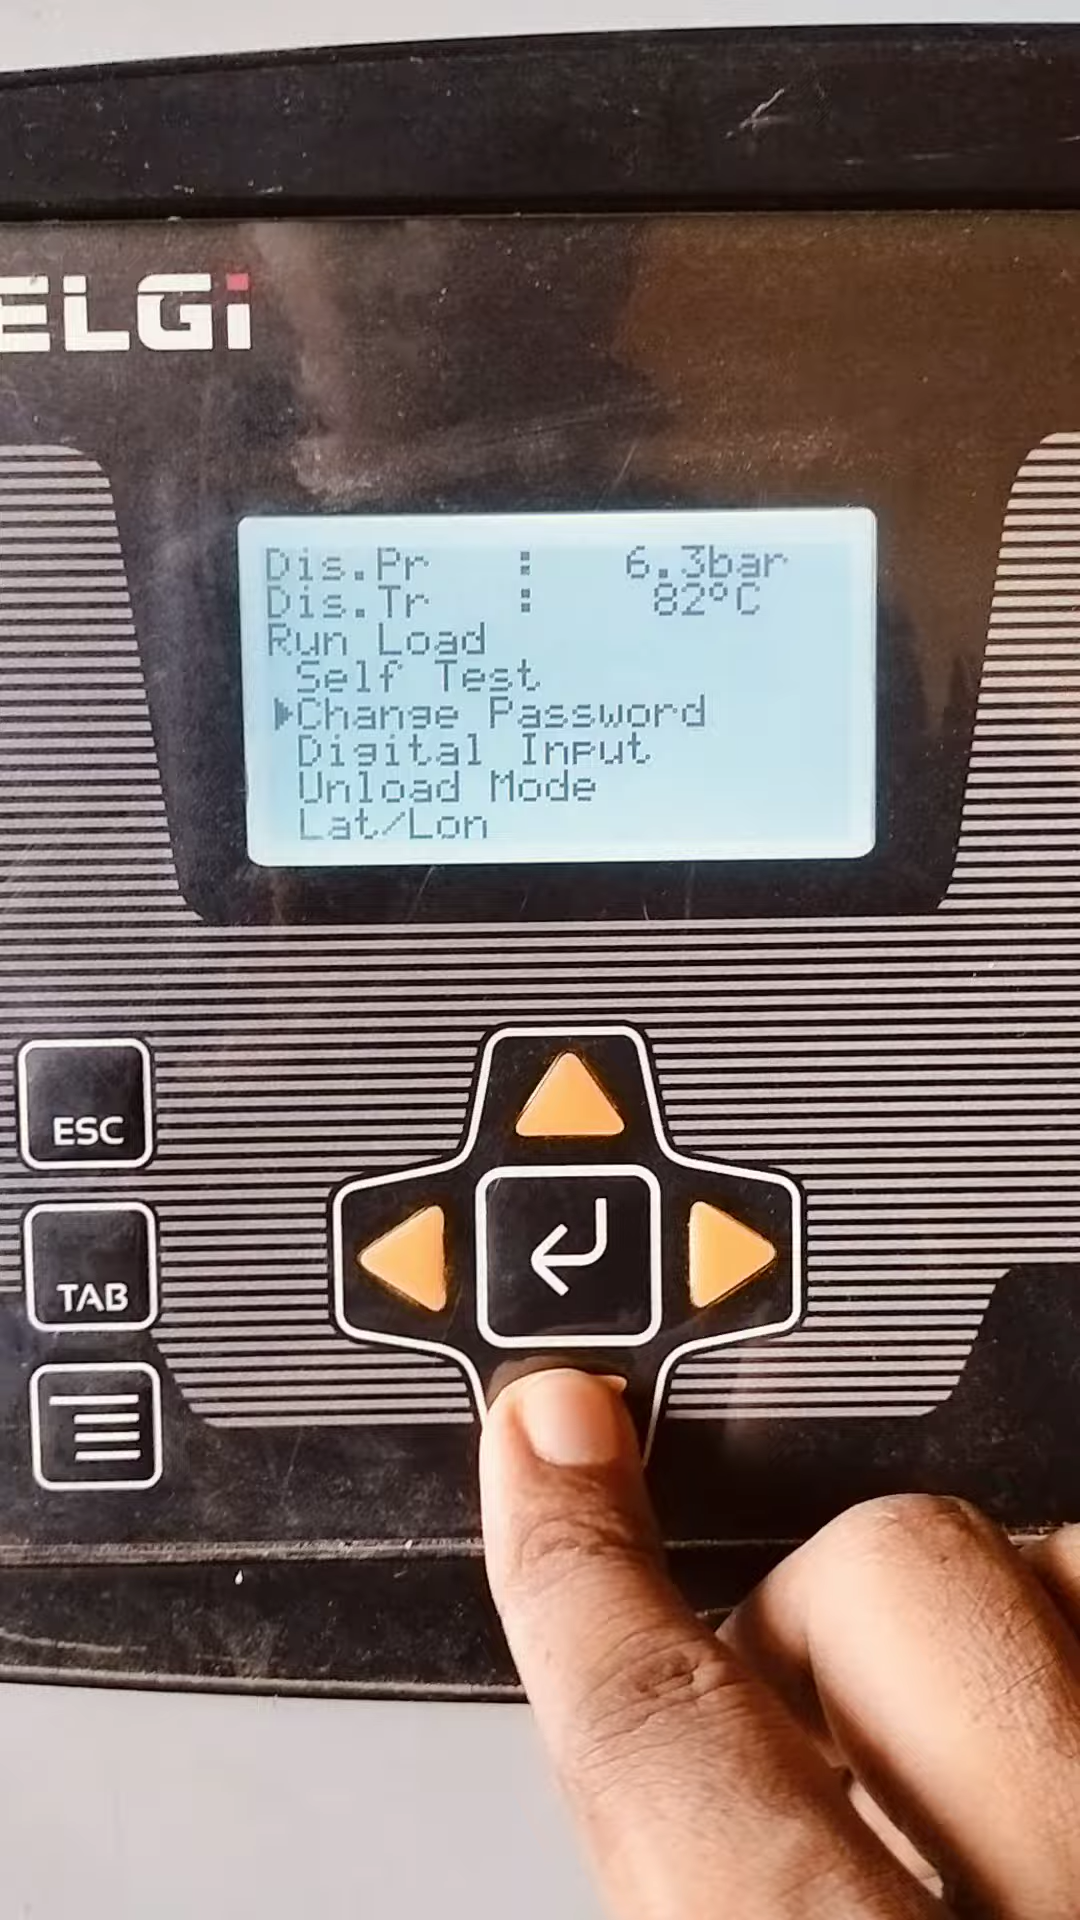 ELGi
Dis.Pr : 6.3bar
Dis.Tr : 82°C
Run Load
Self Test
▶Change Password
Digital Input
Unload Mode
Lat/Lon
ESC
TAB